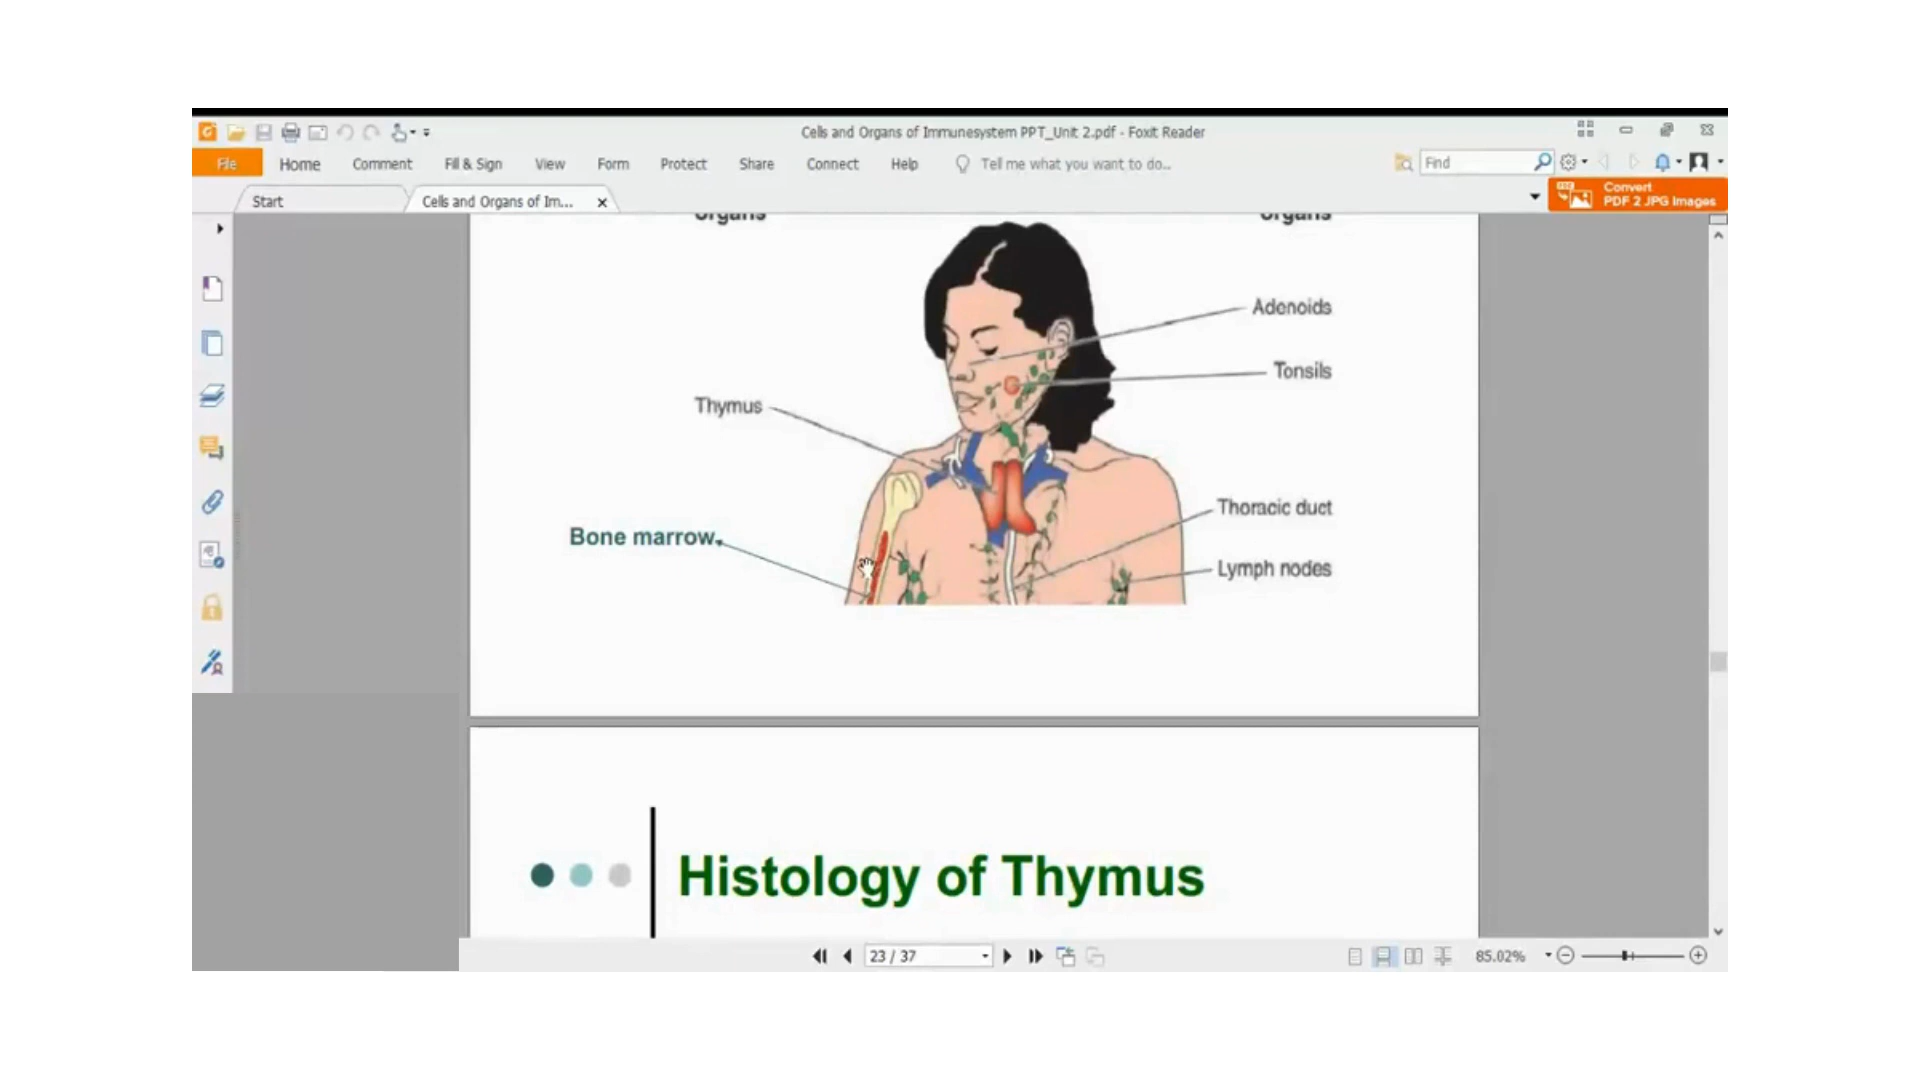 Cells and Organs of Immunesystem PPT_Unit 2.pdf - Foxit Reader
File Home Comment Fill & Sign View Form Protect Share Connect Help Tell me what you want to do... Find
Start Cells and Organs of Im... Convert
PDF 2 JPG Images
organs organs
Adenoids
Tonsils
Thymus
Thoracic duct
Bone marrow
Lymph nodes
Histology of Thymus
23 / 37 85.02%